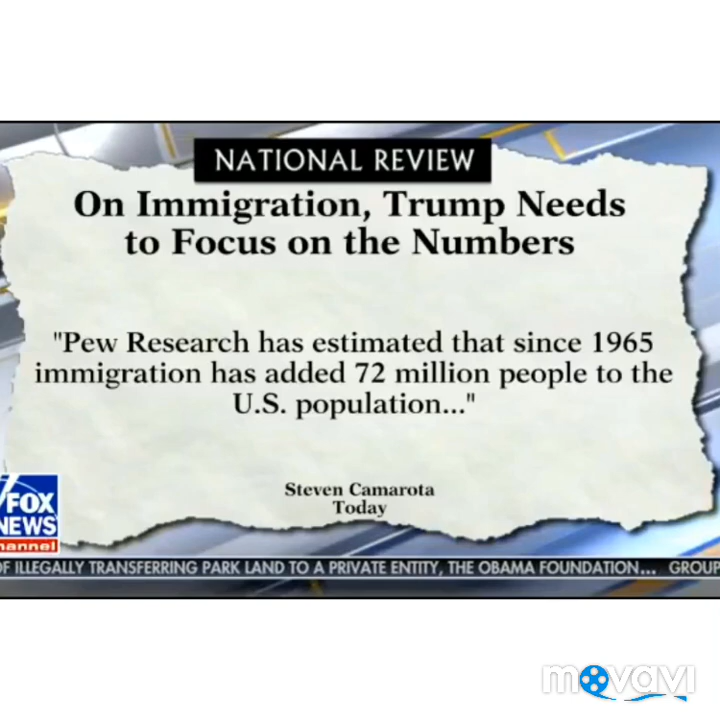 NATIONAL REVIEW
On Immigration, Trump Needs
to Focus on the Numbers
"Pew Research has estimated that since 1965
immigration has added 72 million people to the
U.S. population..."
Steven Camarota
Today
FOX
NEWS
hannel
OF ILLEGALLY TRANSFERRING PARK LAND TO A PRIVATE ENTITY, THE OBAMA FOUNDATION... GROUP
movavi